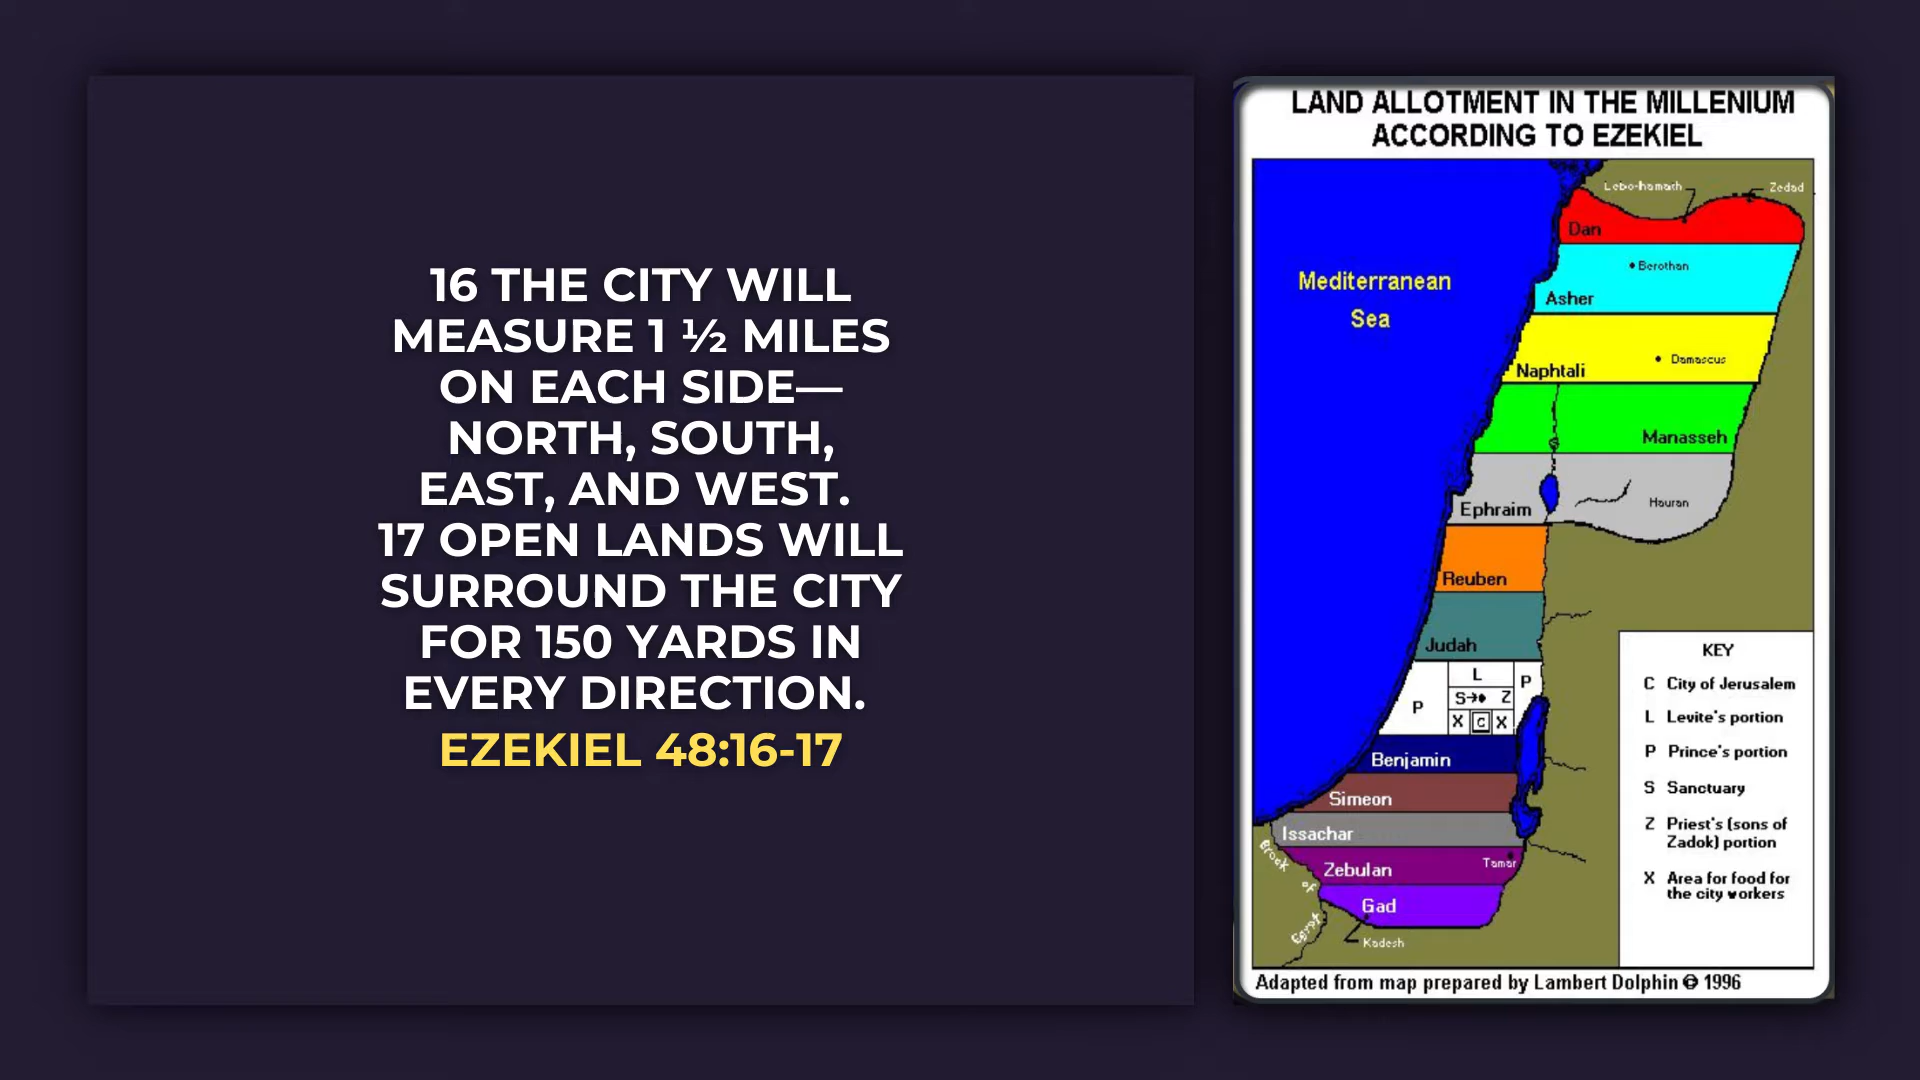 16 THE CITY WILL
MEASURE 1 ½ MILES
ON EACH SIDE—
NORTH, SOUTH,
EAST, AND WEST.
17 OPEN LANDS WILL
SURROUND THE CITY
FOR 150 YARDS IN
EVERY DIRECTION.
EZEKIEL 48:16-17
LAND ALLOTMENT IN THE MILLENIUM
ACCORDING TO EZEKIEL
Lebo-hamath
Zedad
Dan
Berothan
Mediterranean
Sea
Asher
Damascus
Naphtali
Manasseh
Hauran
Ephraim
Reuben
Judah
L
P
S Z
P
X C X
Benjamin
Simeon
Issachar
Brook
of
Egypt
Zebulan
Tamar
Gad
Kadesh
KEY
C City of Jerusalem
L Levite's portion
P Prince's portion
S Sanctuary
Z Priest's (sons of
Zadok) portion
X Area for food for
the city workers
Adapted from map prepared by Lambert Dolphin © 1996